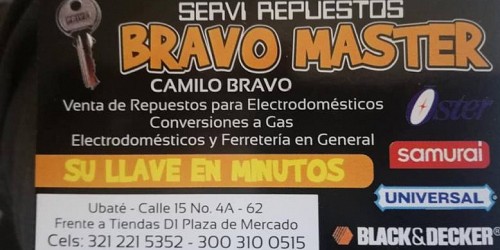 SERVI REPUESTOS
BRAVO MASTER
CAMILO BRAVO
Venta de Repuestos para Electrodomésticos
Conversiones a Gas
Electrodomésticos y Ferretería en General
SU LLAVE EN MINUTOS
Ubaté - Calle 15 No. 4A - 62
Frente a Tiendas D1 Plaza de Mercado
Cels: 321 221 5352 - 300 310 0515
Oster
samurai
UNIVERSAL
BLACK&DECKER®